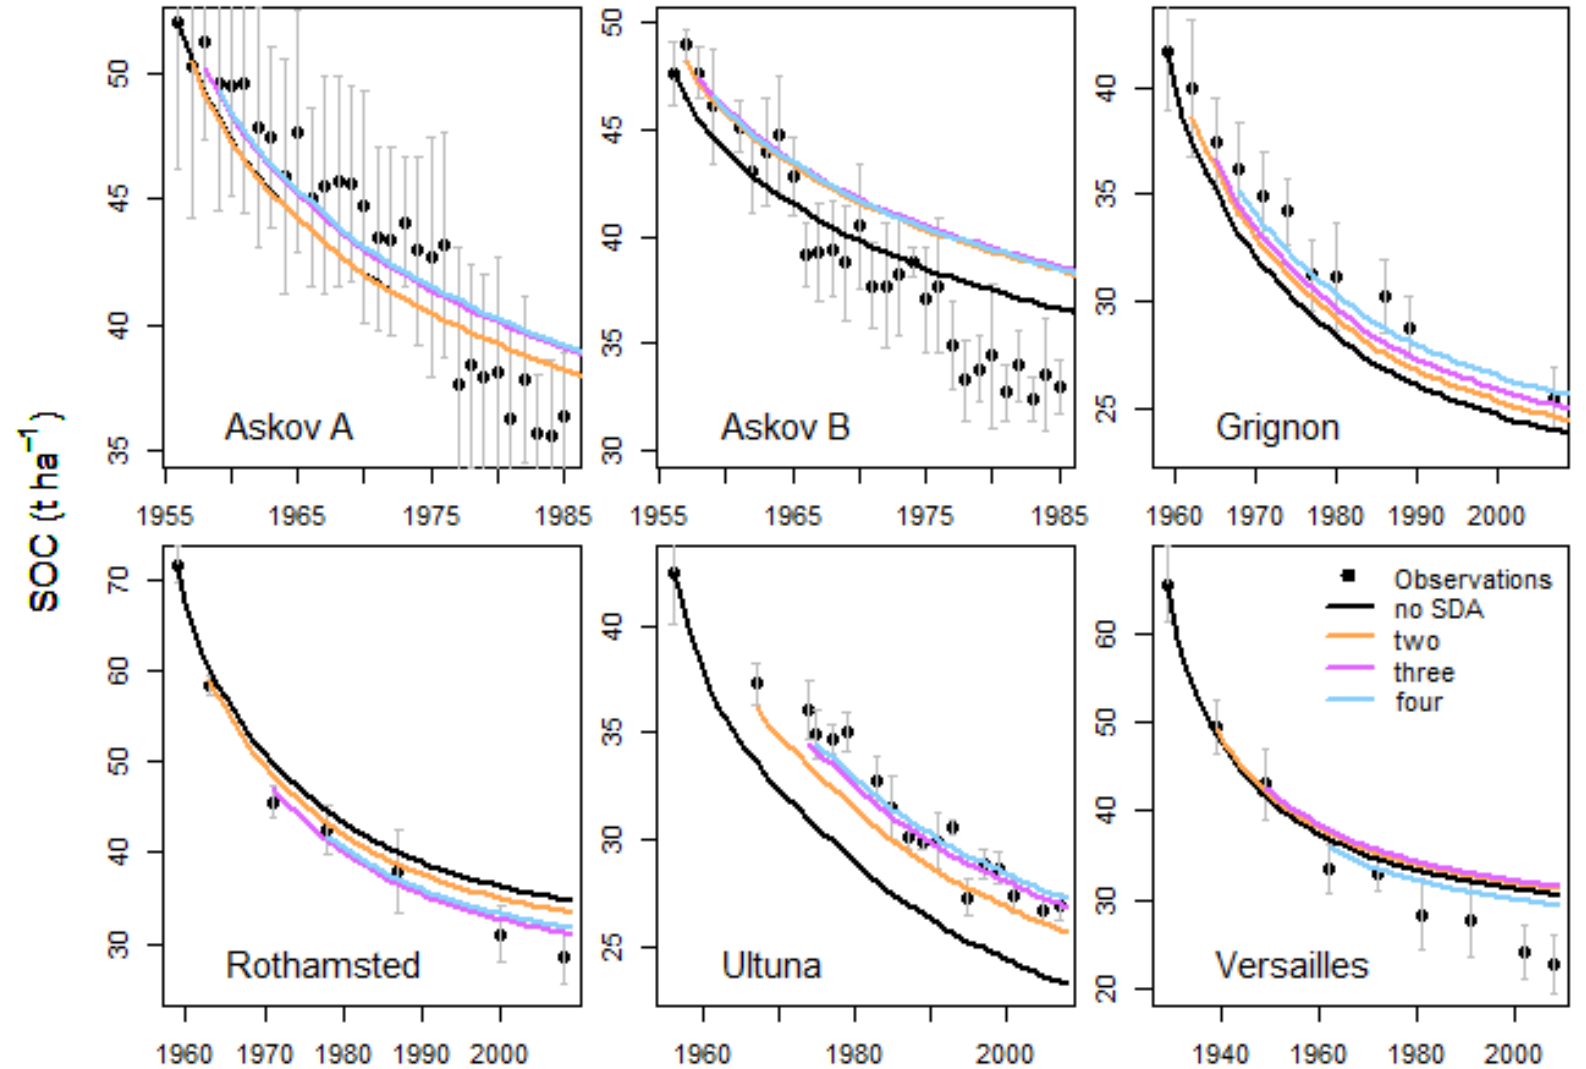 SOC (t ha⁻¹)
50
45
40
35
Askov A
1955 1965 1975 1985
50
45
40
35
30
Askov B
1955 1965 1975 1985
40
35
30
25
Grignon
1960 1970 1980 1990 2000
70
60
50
40
30
Rothamsted
1960 1970 1980 1990 2000
40
35
30
25
Ultuna
1960 1980 2000
60
50
40
30
20
Observations
no SDA
two
three
four
Versailles
1940 1960 1980 2000